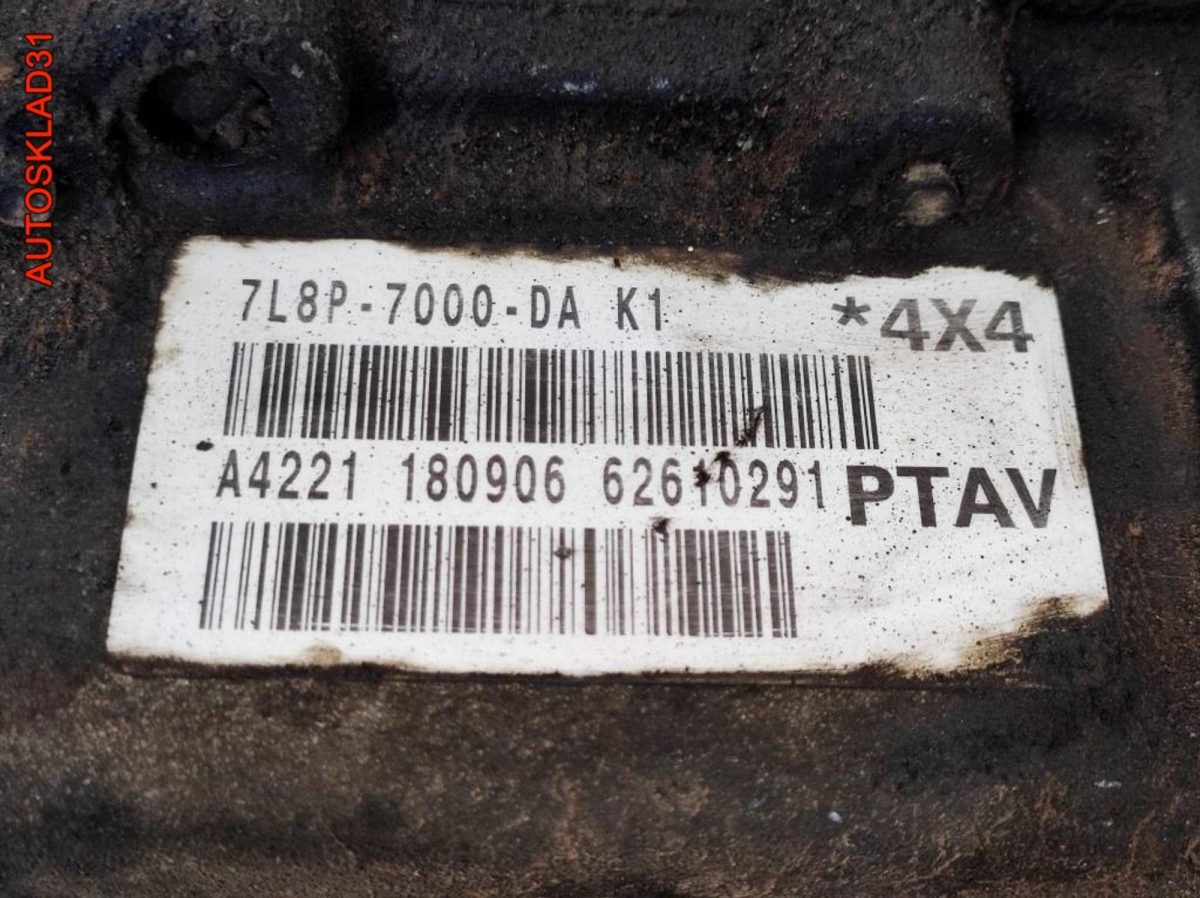 AUTOSKLAD31
7L8P-7000-DA K1 *4X4
A4221 180906 62610291 PTAV